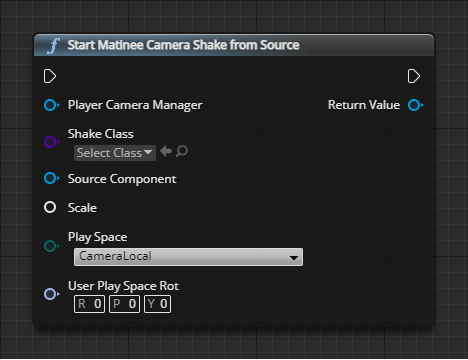 f Start Matinee Camera Shake from Source
Player Camera Manager Return Value
Shake Class
Select Class
Source Component
Scale
Play Space
CameraLocal
User Play Space Rot
R 0 P 0 Y 0